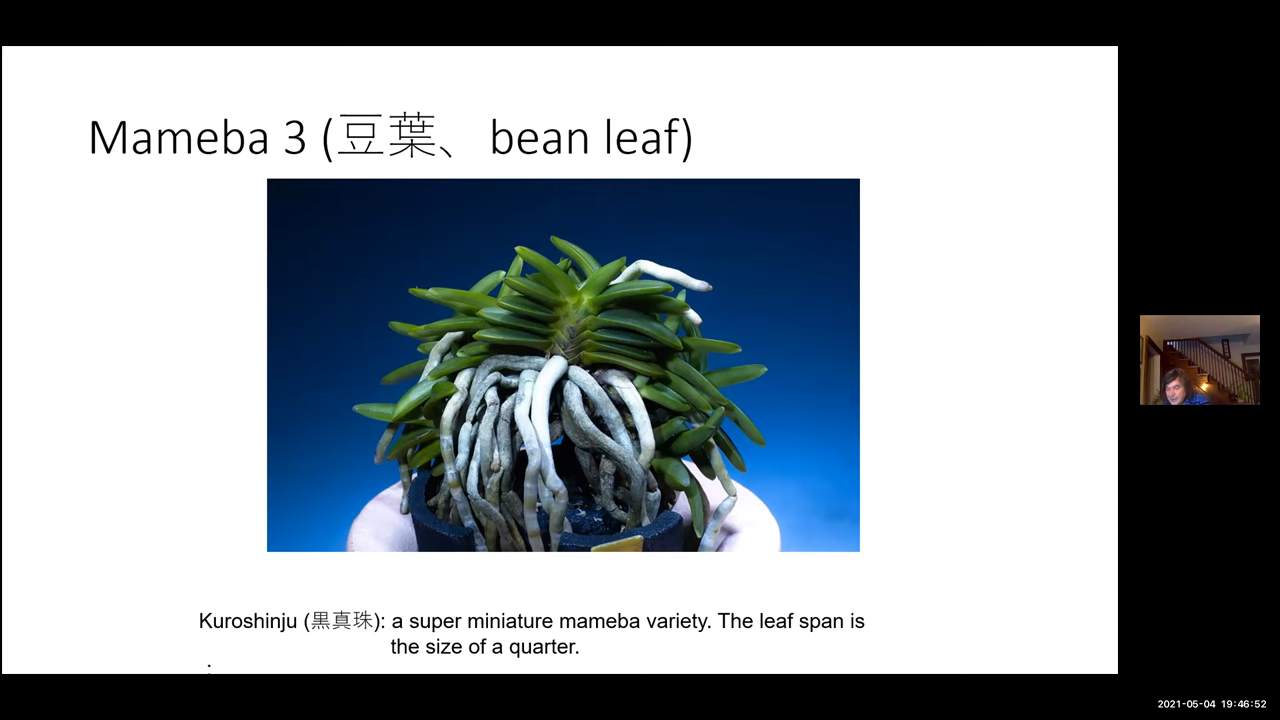 Mameba 3 (豆葉、bean leaf)
Kuroshinju (黒真珠): a super miniature mameba variety. The leaf span is
the size of a quarter.
:
2021-05-04 19:46:52